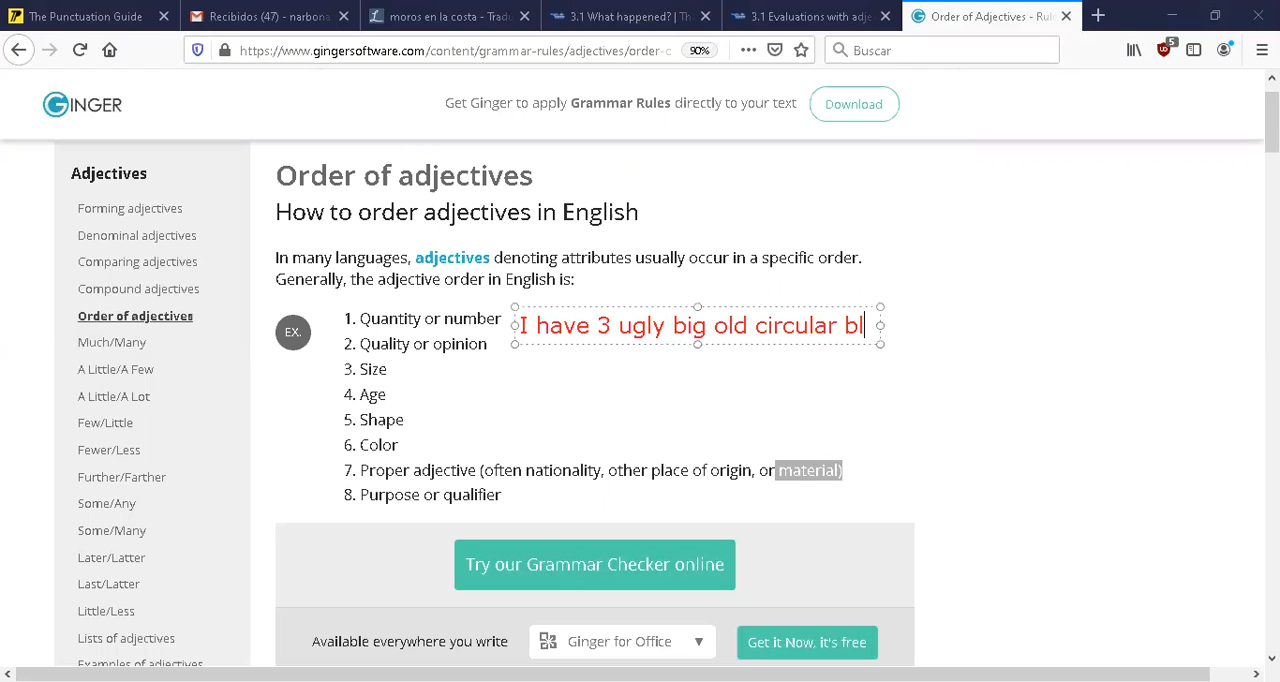 The Punctuation Guide
Recibidos (47) - narbona
moros en la costa - Tradu
3.1 What happened? | Th
3.1 Evaluations with adje
Order of Adjectives - Rule
https://www.gingersoftware.com/content/grammar-rules/adjectives/order-o
90%
Buscar
5
GINGER
Get Ginger to apply Grammar Rules directly to your text
Download
Adjectives
Forming adjectives
Denominal adjectives
Comparing adjectives
Compound adjectives
Order of adjectives
Much/Many
A Little/A Few
A Little/A Lot
Few/Little
Fewer/Less
Further/Farther
Some/Any
Some/Many
Later/Latter
Last/Latter
Little/Less
Lists of adjectives
Examples of adjectives
Order of adjectives
How to order adjectives in English
In many languages, adjectives denoting attributes usually occur in a specific order.
Generally, the adjective order in English is:
EX.
1. Quantity or number
I have 3 ugly big old circular bl
2. Quality or opinion
3. Size
4. Age
5. Shape
6. Color
7. Proper adjective (often nationality, other place of origin, or material)
8. Purpose or qualifier
Try our Grammar Checker online
Available everywhere you write
Ginger for Office
Get it Now, it's free